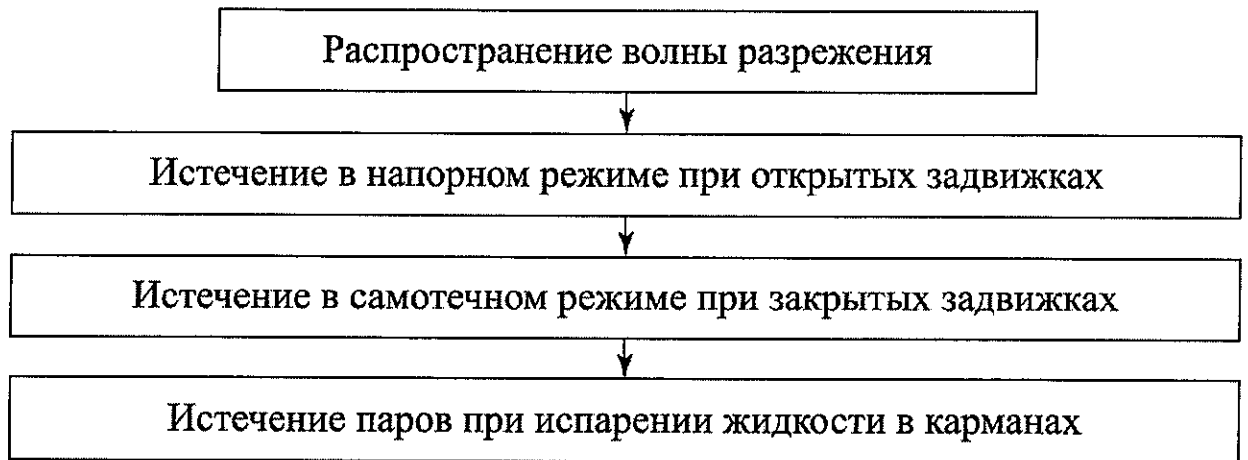 Распространение волны разрежения
Истечение в напорном режиме при открытых задвижках
Истечение в самотечном режиме при закрытых задвижках
Истечение паров при испарении жидкости в карманах